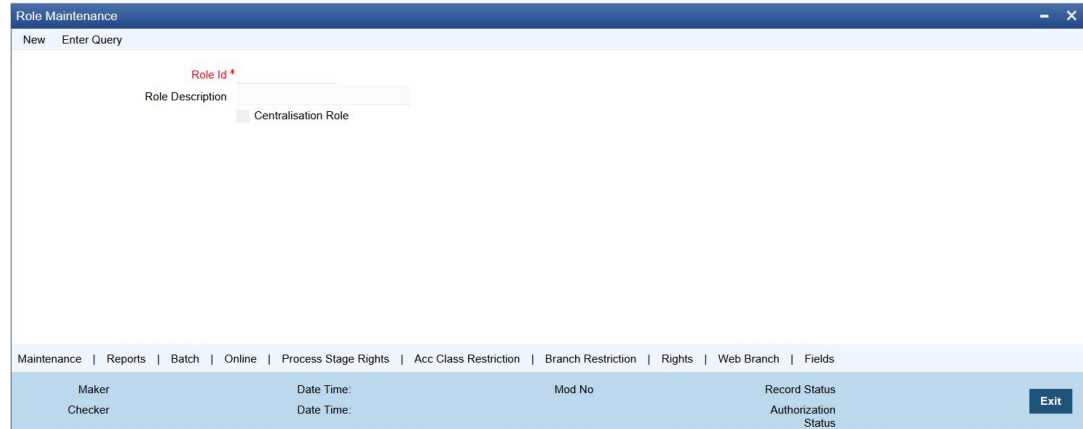 Role Maintenance
New Enter Query
Role Id *
Role Description
Centralisation Role
Maintenance | Reports | Batch | Online | Process Stage Rights | Acc Class Restriction | Branch Restriction | Rights | Web Branch | Fields
Maker Date Time: Mod No Record Status
Checker Date Time: Authorization
Status
Exit